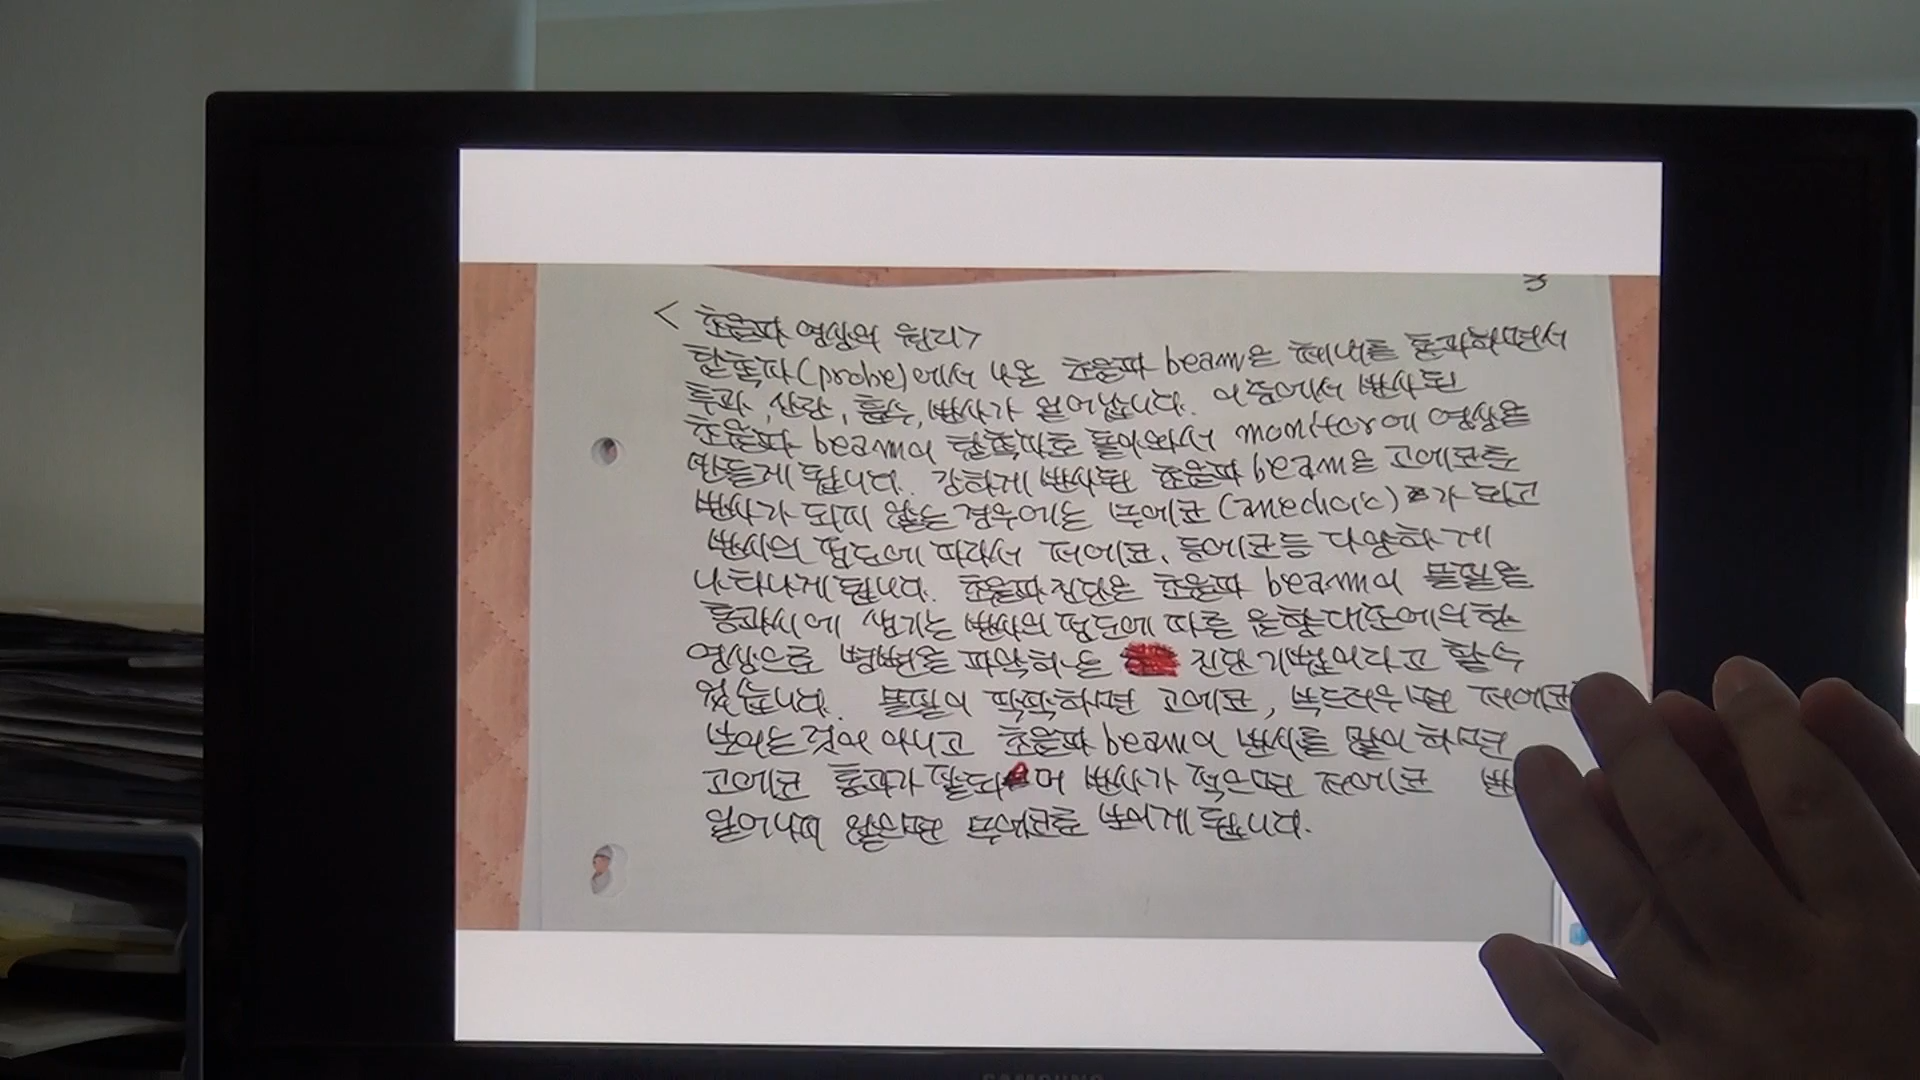 3
<초음파 영상의 원리>
탐촉자(probe)에서 나온 초음파 beam은 체내를 통과하면서
투과, 산란, 흡수, 반사가 일어납니다. 이중에서 반사된
초음파 beam이 탐촉자로 돌아와서 monitor에 영상을
만들게 됩니다. 강하게 반사된 초음파 beam은 고에코로
반사가 되지 않는 경우에는 무에코(anechoic)가 되고
반사의 정도에 따라서 저에코, 등에코등 다양하게
나타나게 됩니다. 초음파진단은 초음파 beam이 물질을
통과시에 생기는 반사의 정도에 따른 음향대조에의한
영상으로 병변을 파악하는 진단기법이라고 할수
있습니다. 물질이 딱딱하면 고에코, 부드러우면 저에코
보이는것이 아니고 초음파 beam이 반사를 많이 하면
고에코 통과가 잘되며 반사가 적으면 저에코
일어나지 않으면 무에코로 보이게 됩니다.
SAMSUNG